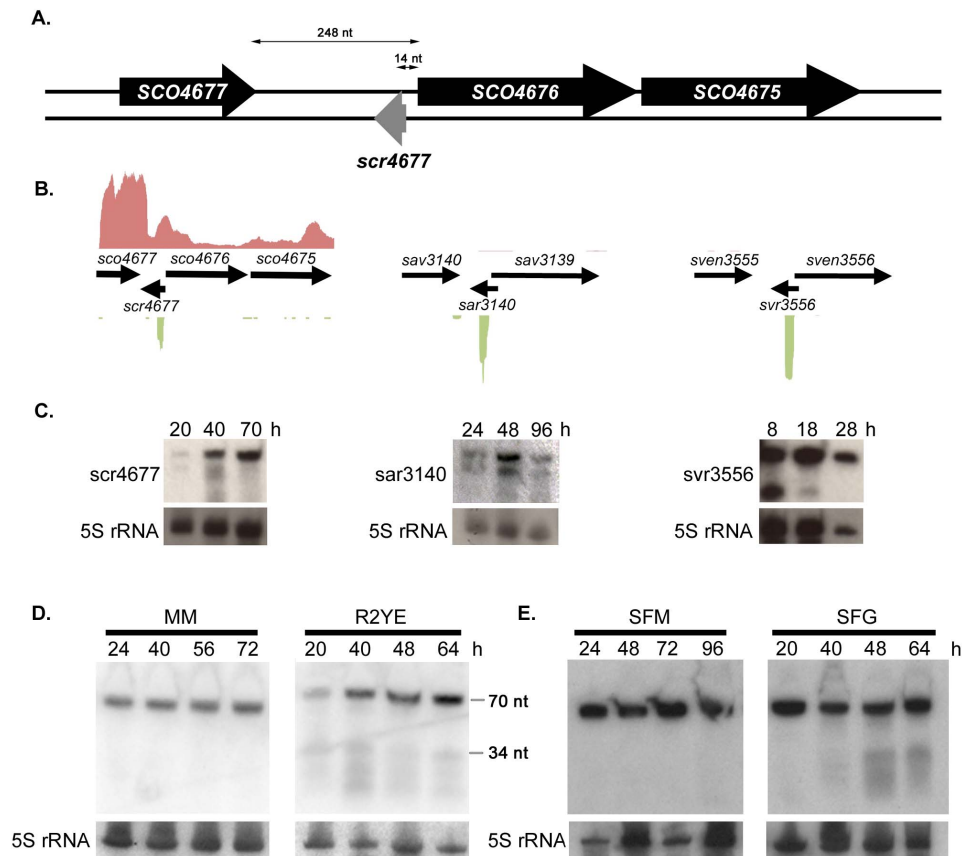 A.
248 nt
14 nt
SCO4677 SCO4676 SCO4675
scr4677
B.
sco4677 sco4676 sco4675 sav3140 sav3139 sven3555 sven3556
scr4677 sar3140 svr3556
C.
20 40 70 h 24 48 96 h 8 18 28 h
scr4677 sar3140 svr3556
5S rRNA 5S rRNA 5S rRNA
D. MM R2YE E. SFM SFG
24 40 56 72 20 40 48 64 h 24 48 72 96 20 40 48 64 h
70 nt
34 nt
5S rRNA 5S rRNA